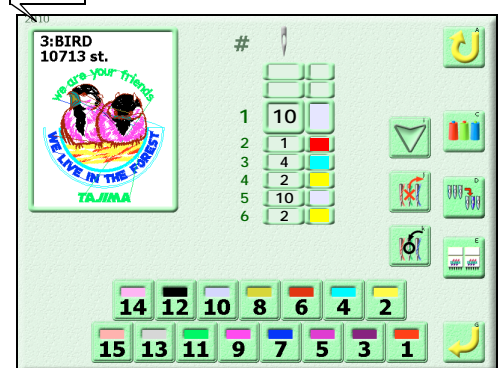 2010
3:BIRD
10713 st.
we are your friends
WE LIVE IN THE FOREST
TAJIMA
#
1 10
2 1
3 4
4 2
5 10
6 2
A
C
D
E
G
14 12 10 8 6 4 2
15 13 11 9 7 5 3 1